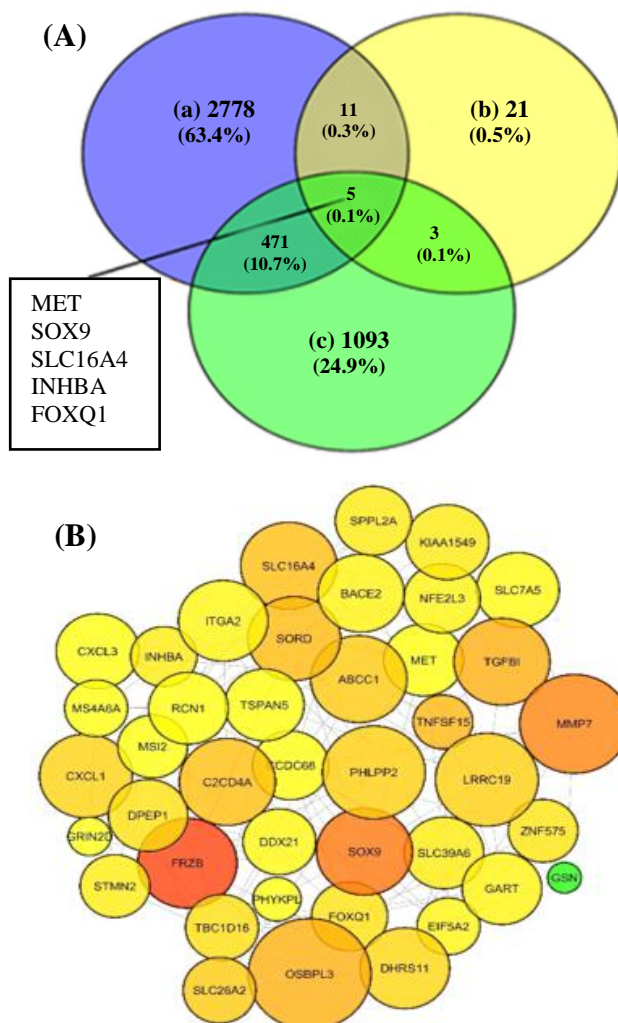 (A)
(a) 2778
(63.4%)
11
(0.3%)
(b) 21
(0.5%)
5
(0.1%)
471
(10.7%)
3
(0.1%)
(c) 1093
(24.9%)
MET
SOX9
SLC16A4
INHBA
FOXQ1
(B)
SPPL2A
KIAA1549
SLC16A4
BACE2
NFE2L3
SLC7A5
ITGA2
SORD
CXCL3
INHBA
MET
TGFBI
ABCC1
MS4A6A
RCN1
TSPAN5
TNFSF15
MMP7
MSI2
CCDC68
PHLPP2
LRRC19
CXCL1
C2CD4A
DPEP1
GRIN2D
DDX21
SOX9
SLC39A6
ZNF575
FRZB
GSN
STMN2
PHYKPL
GART
TBC1D16
FOXQ1
EIF5A2
OSBPL3
DHRS11
SLC26A2